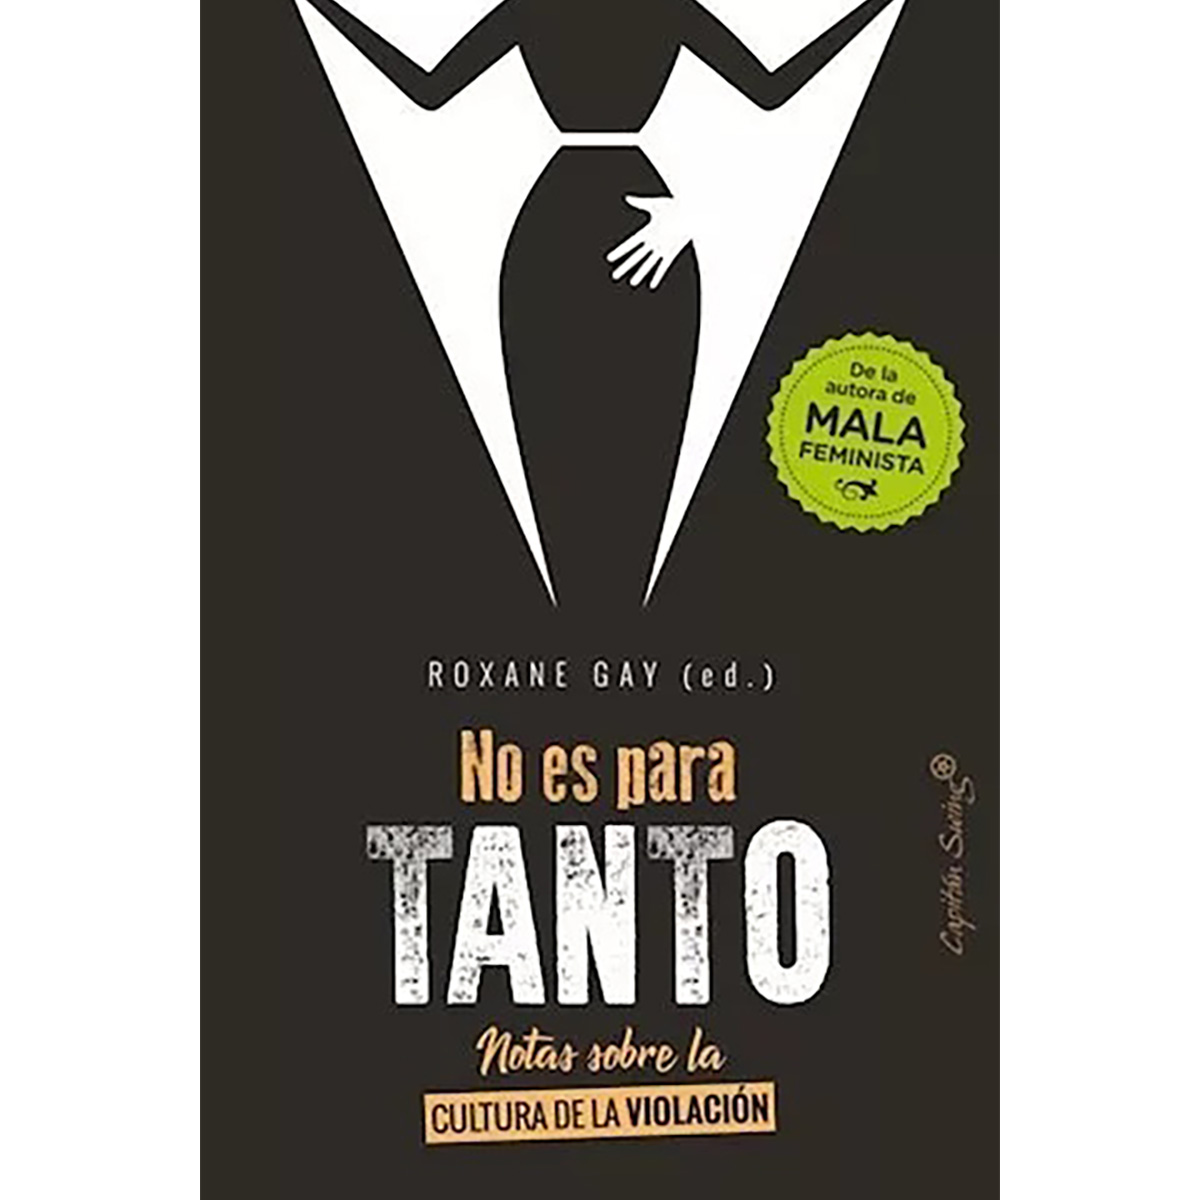 De la
autora de
MALA
FEMINISTA
ROXANE GAY (ed.)
No es para
TANTO
Capitán Swing
Notas sobre la
CULTURA DE LA VIOLACIÓN